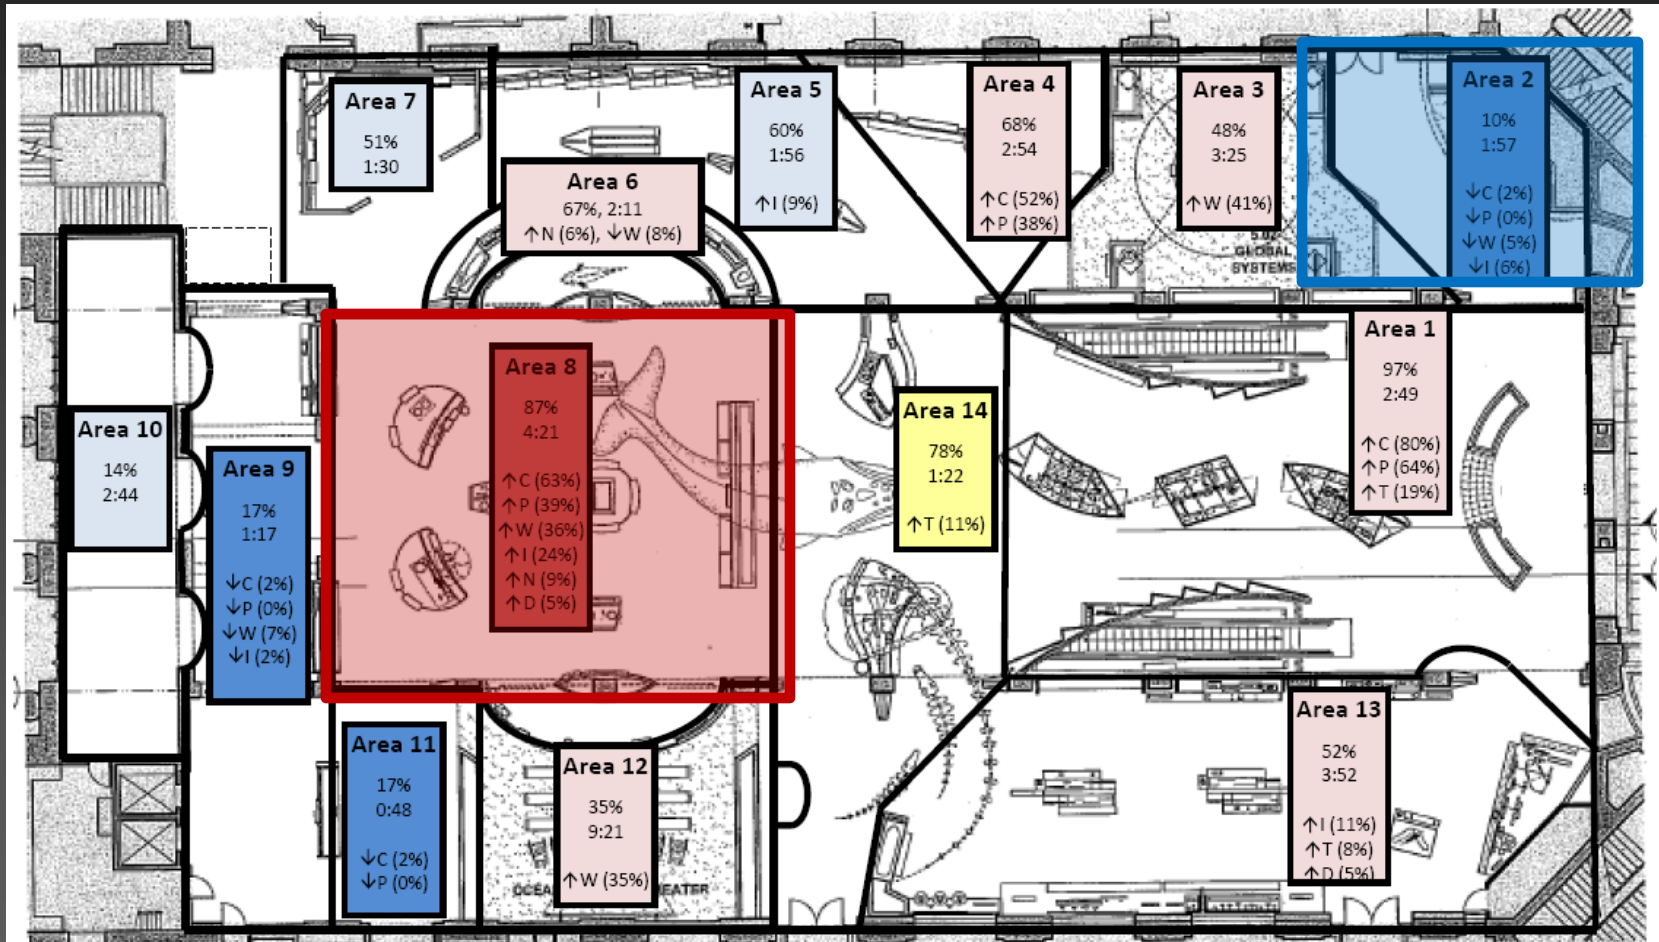 Area 7
51%
1:30
Area 6
67%, 2:11
↑N (6%), ↓W (8%)
Area 5
60%
1:56
↑I (9%)
Area 4
68%
2:54
↑C (52%)
↑P (38%)
Area 3
48%
3:25
↑W (41%)
GLOBAL
SYSTEMS
Area 2
10%
1:57
↓C (2%)
↓P (0%)
↓W (5%)
↓I (6%)
Area 10
14%
2:44
Area 9
17%
1:17
↓C (2%)
↓P (0%)
↓W (7%)
↓I (2%)
Area 8
87%
4:21
↑C (63%)
↑P (39%)
↑W (36%)
↑I (24%)
↑N (9%)
↑D (5%)
Area 14
78%
1:22
↑T (11%)
Area 1
97%
2:49
↑C (80%)
↑P (64%)
↑T (19%)
Area 11
17%
0:48
↓C (2%)
↓P (0%)
Area 12
35%
9:21
↑W (35%)
Area 13
52%
3:52
↑I (11%)
↑T (8%)
↑D (5%)